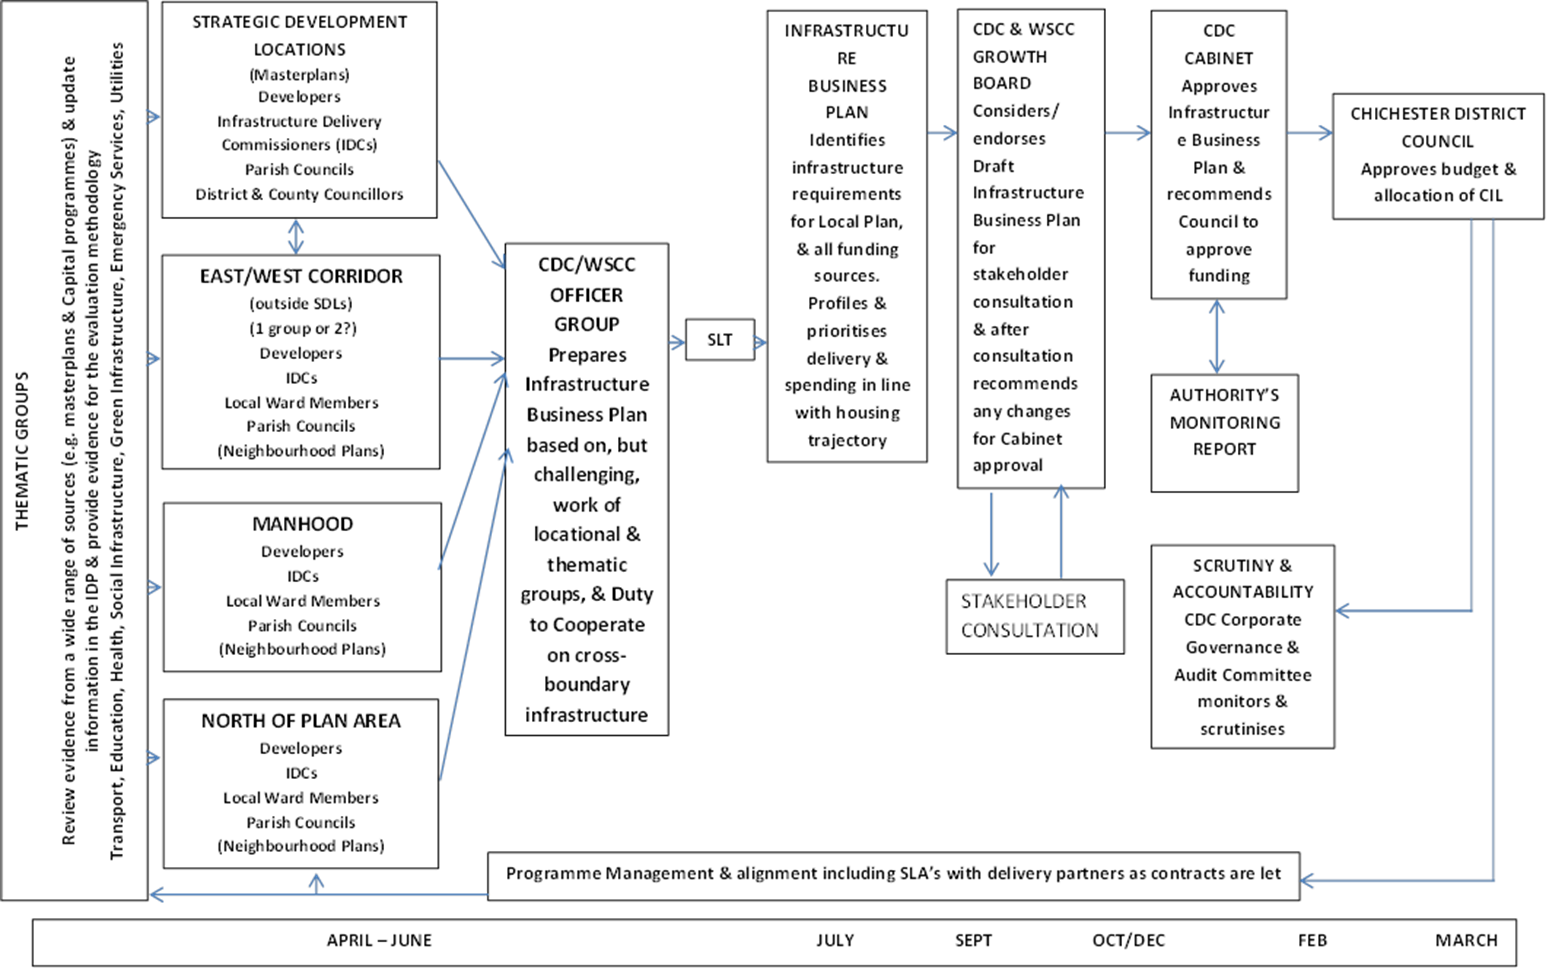 THEMATIC GROUPS
Review evidence from a wide range of sources (e.g. masterplans & Capital programmes) & update
information in the IDP & provide evidence for the evaluation methodology
Transport, Education, Health, Social Infrastructure, Green Infrastructure, Emergency Services, Utilities
STRATEGIC DEVELOPMENT
LOCATIONS
(Masterplans)
Developers
Infrastructure Delivery
Commissioners (IDCs)
Parish Councils
District & County Councillors
EAST/WEST CORRIDOR
(outside SDLs)
(1 group or 2?)
Developers
IDCs
Local Ward Members
Parish Councils
(Neighbourhood Plans)
MANHOOD
Developers
IDCs
Local Ward Members
Parish Councils
(Neighbourhood Plans)
NORTH OF PLAN AREA
Developers
IDCs
Local Ward Members
Parish Councils
(Neighbourhood Plans)
CDC/WSCC
OFFICER
GROUP
Prepares
Infrastructure
Business Plan
based on, but
challenging,
work of
locational &
thematic
groups, & Duty
to Cooperate
on cross-
boundary
infrastructure
SLT
INFRASTRUCTU
RE
BUSINESS
PLAN
Identifies
infrastructure
requirements
for Local Plan,
& all funding
sources.
Profiles &
prioritises
delivery &
spending in line
with housing
trajectory
CDC & WSCC
GROWTH
BOARD
Considers/
endorses
Draft
Infrastructure
Business Plan
for
stakeholder
consultation
& after
consultation
recommends
any changes
for Cabinet
approval
STAKEHOLDER
CONSULTATION
CDC
CABINET
Approves
Infrastructur
e Business
Plan &
recommends
Council to
approve
funding
AUTHORITY'S
MONITORING
REPORT
SCRUTINY &
ACCOUNTABILITY
CDC Corporate
Governance &
Audit Committee
monitors &
scrutinises
CHICHESTER DISTRICT
COUNCIL
Approves budget &
allocation of CIL
Programme Management & alignment including SLA's with delivery partners as contracts are let
APRIL – JUNE JULY SEPT OCT/DEC FEB MARCH